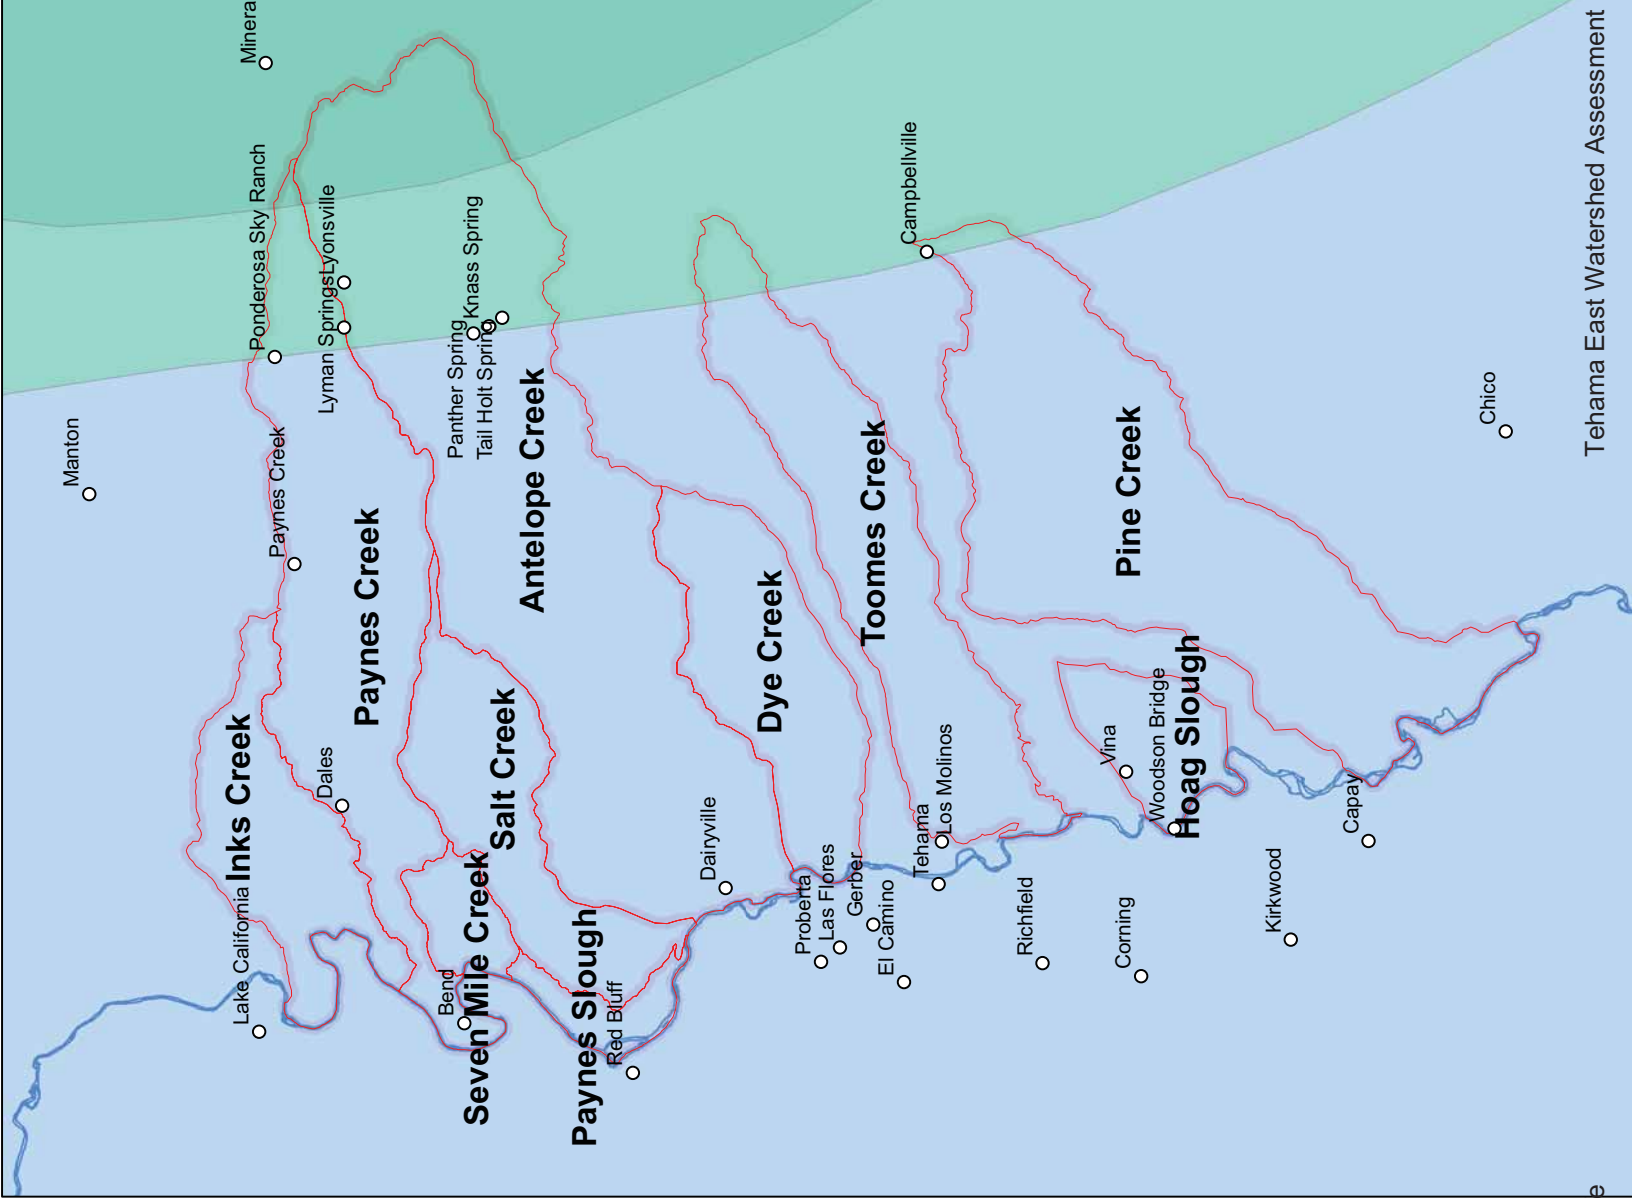 Minera
Manton
Ponderosa Sky Ranch
Lyonsville
Lyman Springs
Knass Spring
Panther Spring
Tail Holt Spring
Campbellville
Paynes Creek
Paynes Creek
Antelope Creek
Toomes Creek
Pine Creek
Chico
Inks Creek
Dales
Salt Creek
Dye Creek
Lake California
Bend
Seven Mile Creek
Paynes Slough
Red Bluff
Dairyville
Proberta
Las Flores
Gerber
El Camino
Tehama
Los Molinos
Vina
Woodson Bridge
Hoag Slough
Richfield
Corning
Kirkwood
Capay
Tehama East Watershed Assessment
e